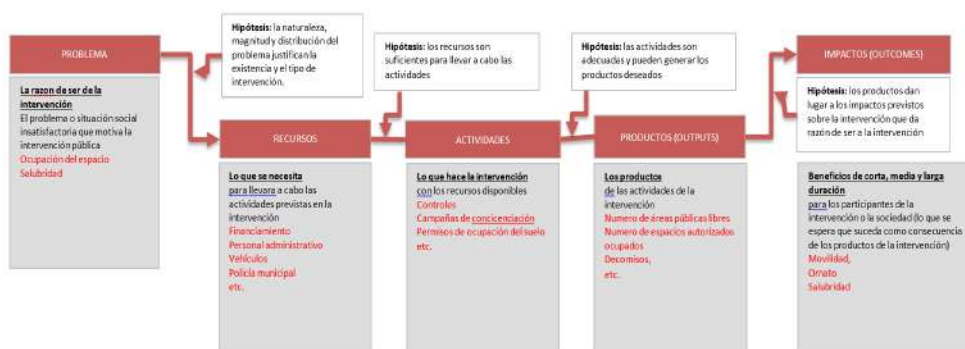 PROBLEMA
La razon de ser de la
intervención
El problema o situación social
insatisfactoria que motiva la
intervención pública
Ocupación del espacio
Salubridad
Hipótesis: la naturaleza,
magnitud y distribución del
problema justifican la
existencia y el tipo de
intervención.
RECURSOS
Lo que se necesita
para llevara a cabo las
actividades previstas en la
intervención
Financiamiento
Personal administrativo
Vehículos
Policía municipal
etc.
Hipótesis: los recursos son
suficientes para llevar a cabo las
actividades
ACTIVIDADES
Lo que hace la intervención
con los recursos disponibles
Controles
Campañas de concicenciación
Permisos de ocupación del suelo
etc.
Hipótesis: las actividades son
adecuadas y pueden generar los
productos deseados
PRODUCTOS (OUTPUTS)
Los productos
de las actividades de la
intervención
Numero de áreas públicas libres
Numero de espacios autorizados
ocupados
Decomisos,
etc.
IMPACTOS (OUTCOMES)
Hipótesis: los productos dan
lugar a los impactos previstos
sobre la intervención que da
razón de ser a la intervención
Beneficios de corta, media y larga
duración
para los participantes de la
intervención o la sociedad (lo que se
espera que suceda como consecuencia
de los productos de la intervención)
Movilidad,
Ornato
Salubridad